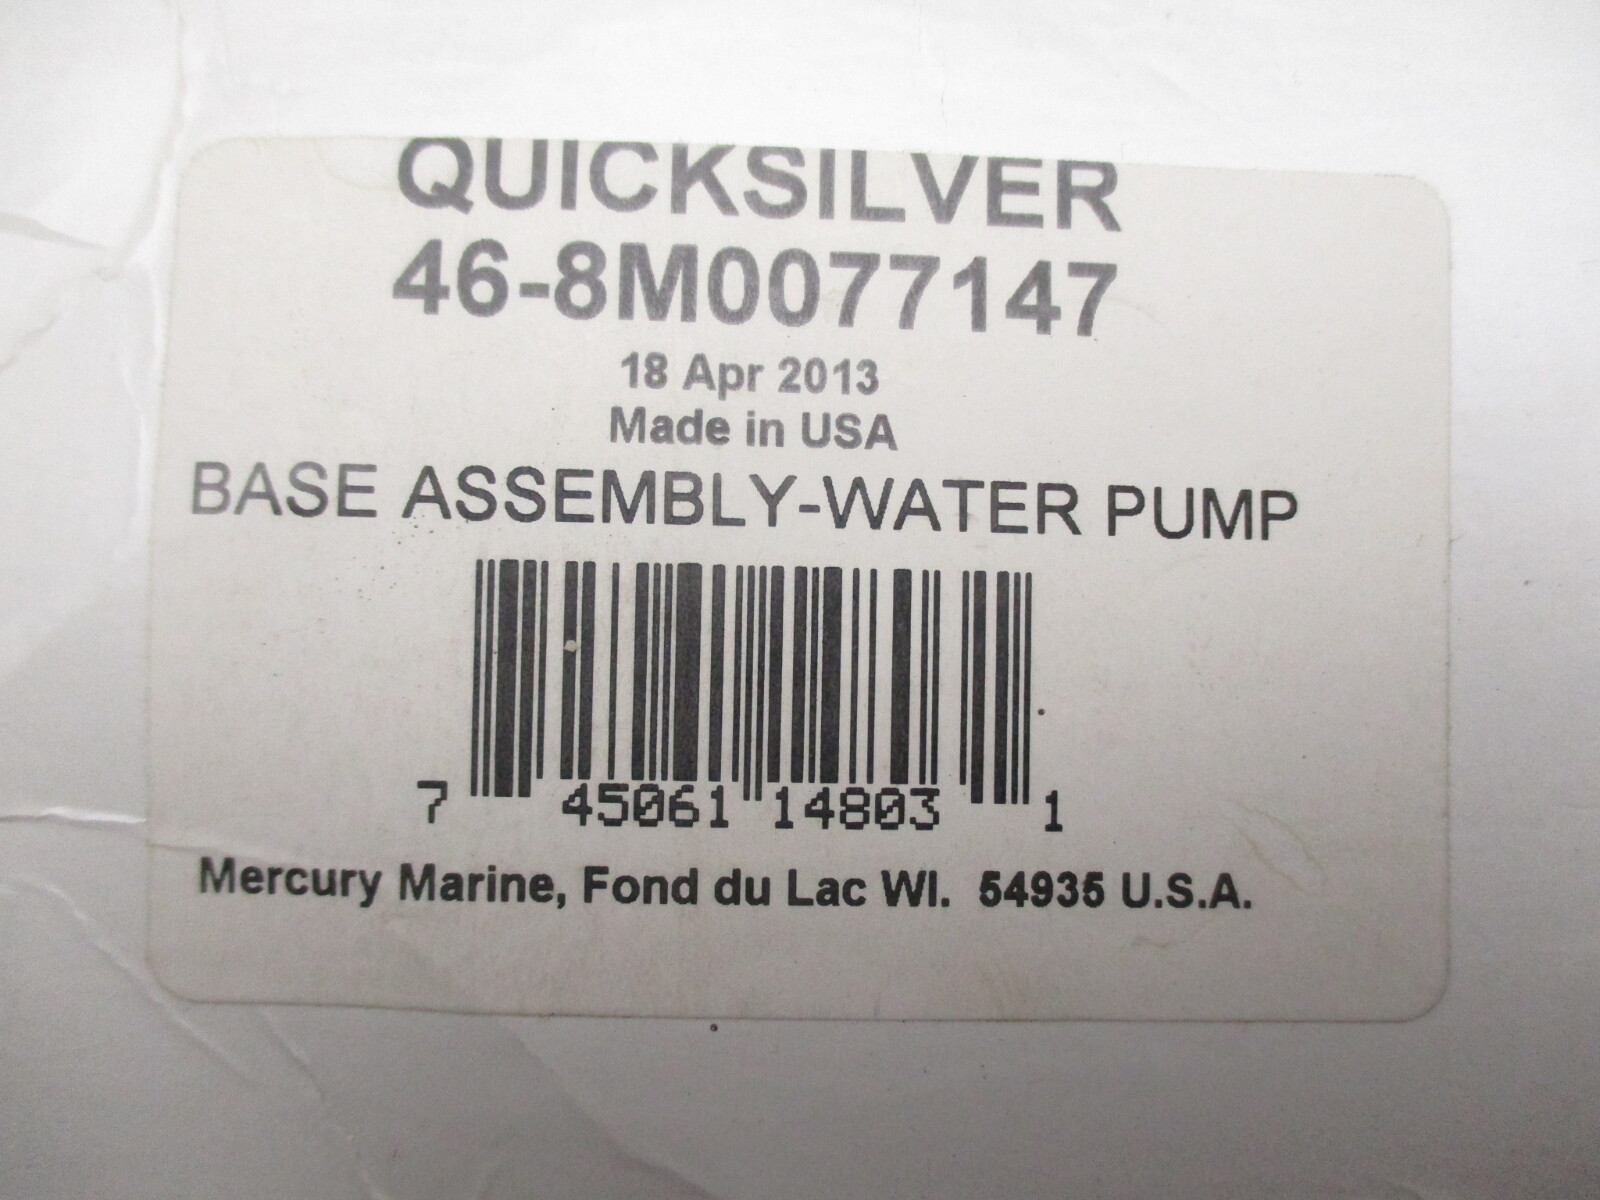 QUICKSILVER
46-8M0077147
18 Apr 2013
Made in USA
BASE ASSEMBLY-WATER PUMP
7 45061 14803 1
Mercury Marine, Fond du Lac WI. 54935 U.S.A.